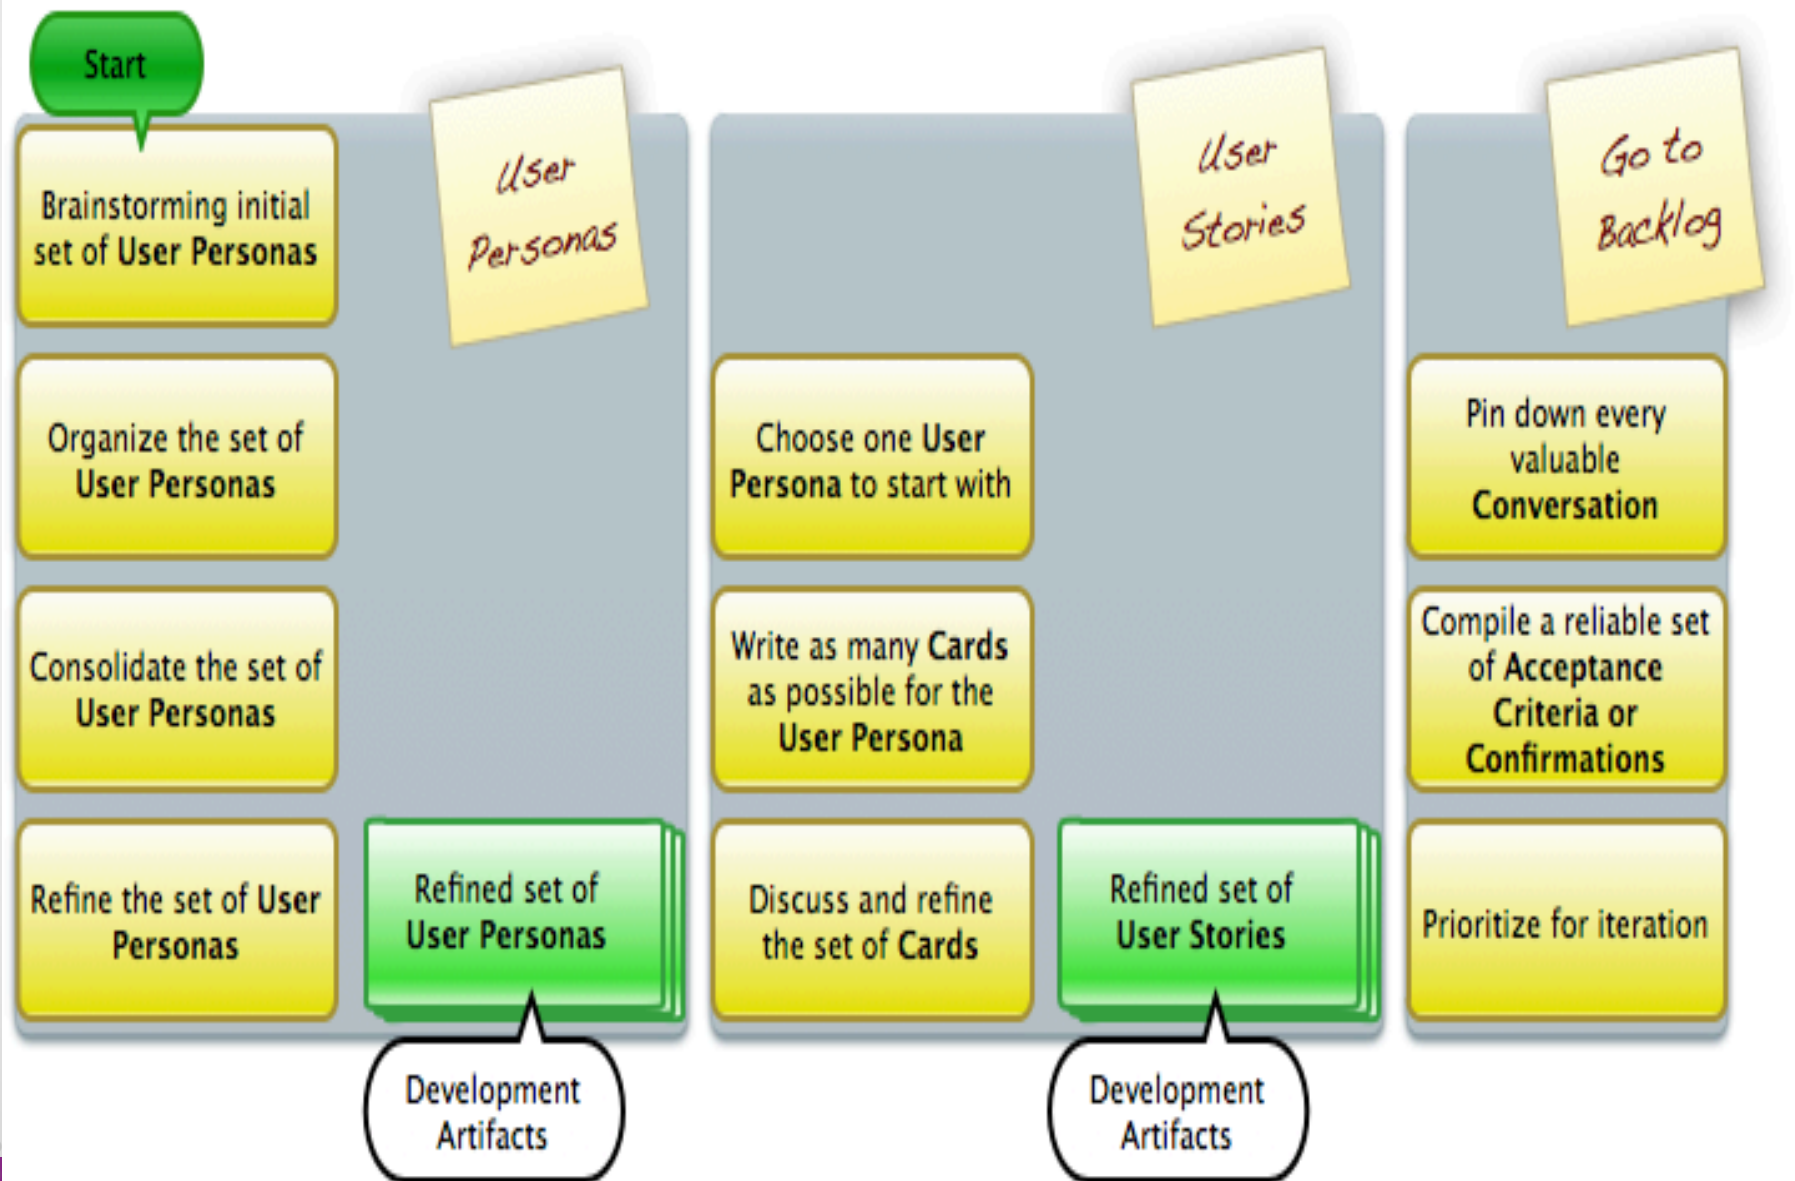 Start
User
Personas
Brainstorming initial
set of User Personas
Organize the set of
User Personas
Consolidate the set of
User Personas
Refine the set of User
Personas
Refined set of
User Personas
Development
Artifacts
User
Stories
Choose one User
Persona to start with
Write as many Cards
as possible for the
User Persona
Discuss and refine
the set of Cards
Refined set of
User Stories
Development
Artifacts
Go to
Backlog
Pin down every
valuable
Conversation
Compile a reliable set
of Acceptance
Criteria or
Confirmations
Prioritize for iteration